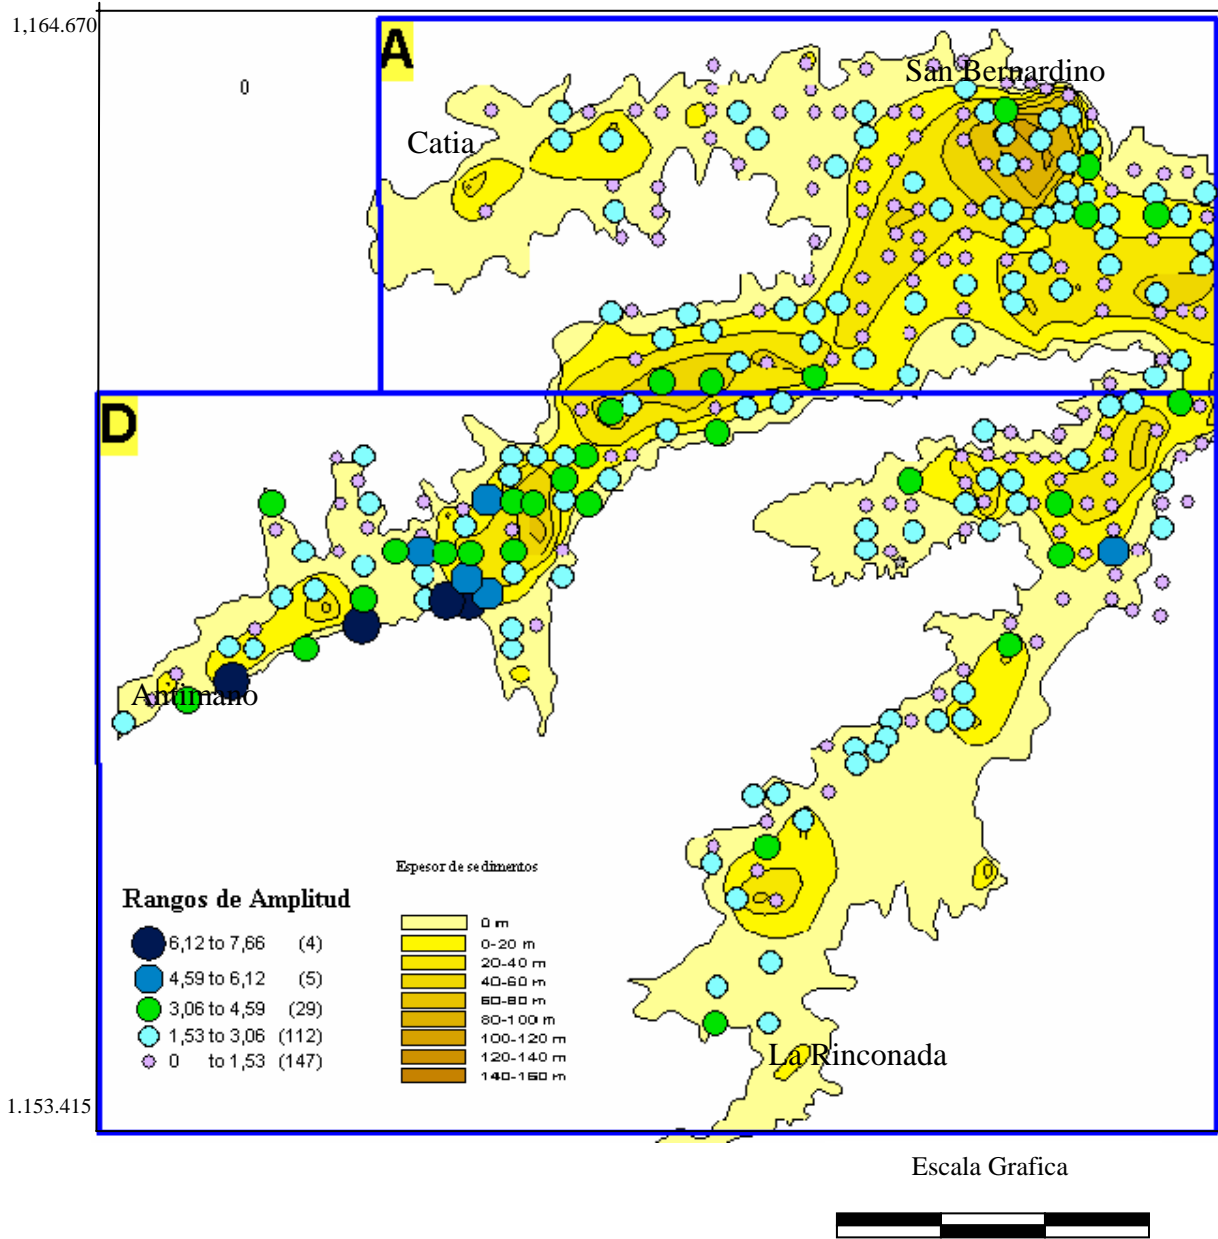 1,164.670
A
San Bernardino
0
Catia
D
Antimano
Espesor de sedimentos
Rangos de Amplitud
6,12 to 7,66 (4)
4,59 to 6,12 (5)
3,06 to 4,59 (29)
1,53 to 3,06 (112)
0 to 1,53 (147)
0 m
0-20 m
20-40 m
40-60 m
60-80 m
80-100 m
100-120 m
120-140 m
140-160 m
La Rinconada
1.153.415
Escala Grafica